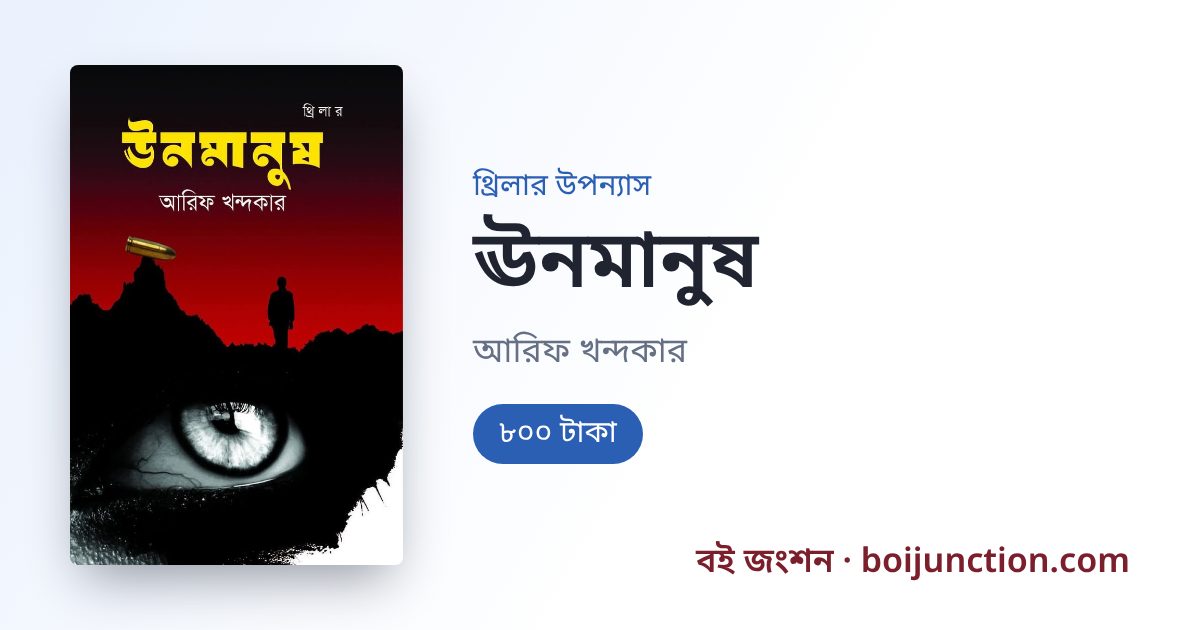 থ্রিলার
ঊনমানুষ
আরিফ খন্দকার
থ্রিলার উপন্যাস
ঊনমানুষ
আরিফ খন্দকার
৮০০ টাকা
বই জংশন · boijunction.com